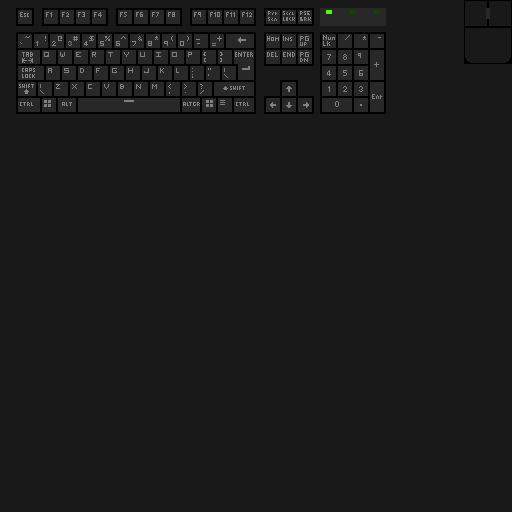 Esc F1 F2 F3 F4 F5 F6 F7 F8 F9 F10 F11 F12 Prt Scn Scrl LOCK PSE BRK
` ~ 1 ! 2 @ 3 # 4 $ 5 % 6 ^ 7 & 8 * 9 ( 0 ) - _ = + ← HOM INS PG UP Num LK / * -
TAB Q W E R T Y U I O P [ { ] } ENTER DEL END PG DN 7 8 9 +
CAPS LOCK A S D F G H J K L ; : ' " \ | 4 5 6
SHIFT \ | Z X C V B N M , < . > / ? SHIFT ↑ 1 2 3 Enr
CTRL ALT ALTGR CTRL ← ↓ → 0 .